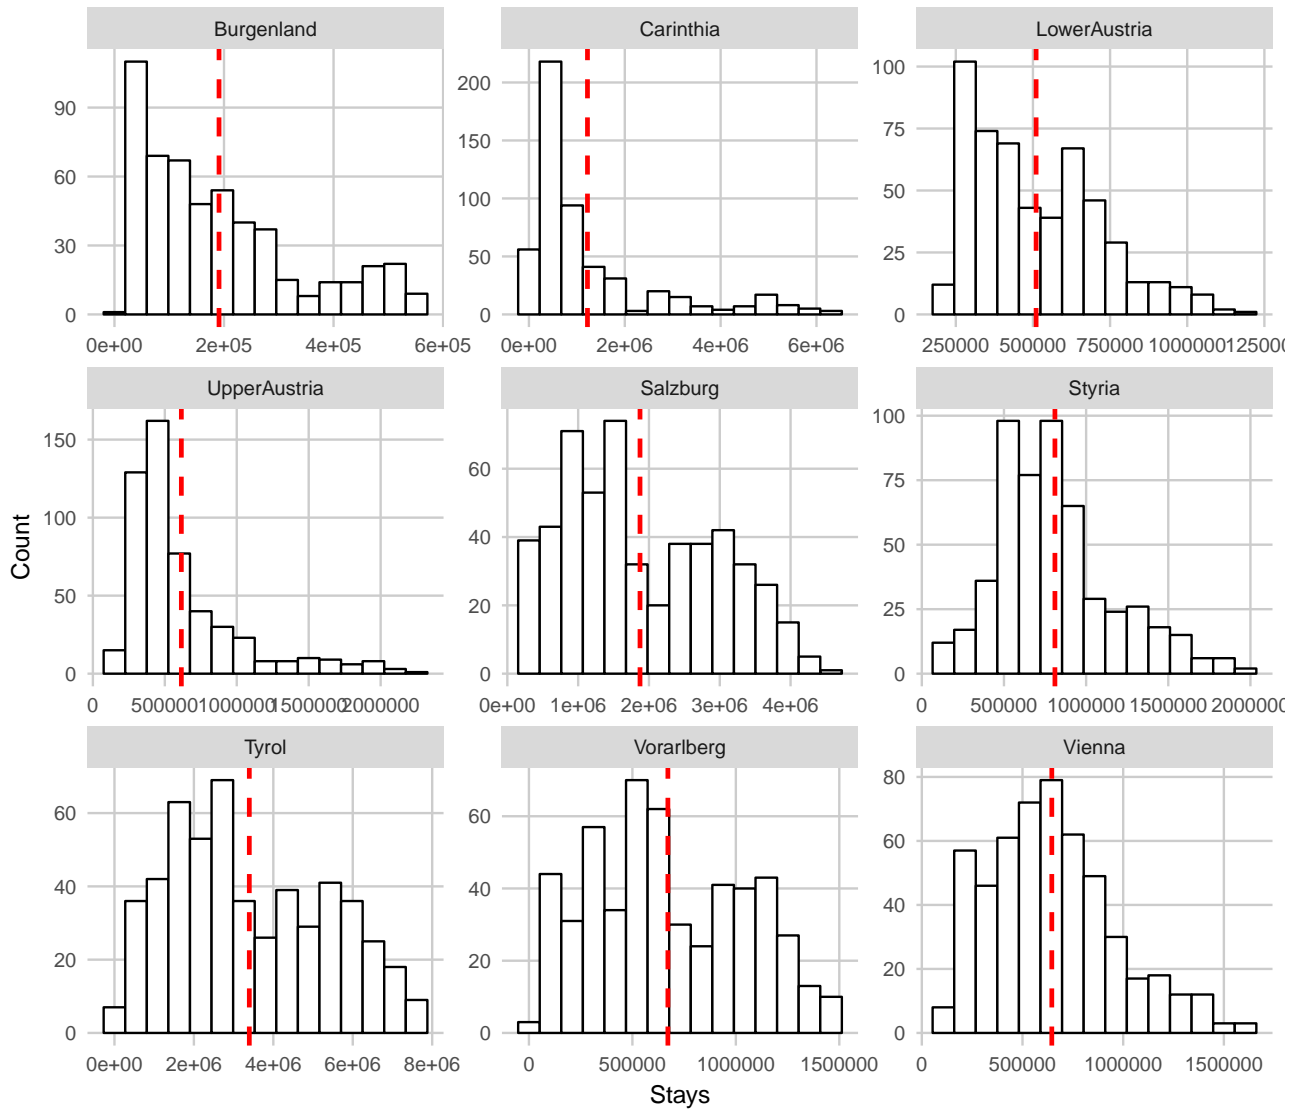 Burgenland Carinthia LowerAustria
90
60
30
0
0e+00 2e+05 4e+05 6e+05
200
150
100
50
0
0e+00 2e+06 4e+06 6e+06
100
75
50
25
0
250000 500000 750000 1000000 125000
UpperAustria Salzburg Styria
150
100
50
0
0 500000 1000000 1500000 2000000
60
40
20
0
0e+00 1e+06 2e+06 3e+06 4e+06
100
75
50
25
0
0 500000 1000000 1500000 2000000
Tyrol Vorarlberg Vienna
60
40
20
0
0e+00 2e+06 4e+06 6e+06 8e+06
60
40
20
0
0 500000 1000000 1500000
80
60
40
20
0
0 500000 1000000 1500000
Count
Stays